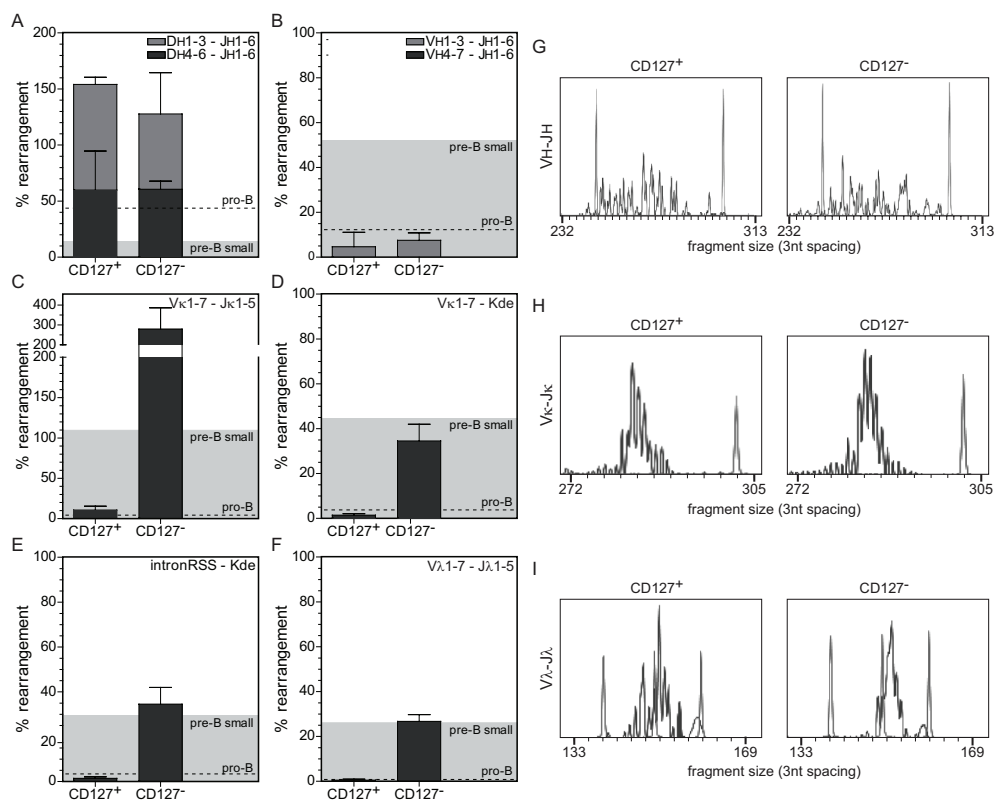 A
% rearrangement
200
150
100
50
0
DH1-3 - JH1-6
DH4-6 - JH1-6
pro-B
pre-B small
CD127+
CD127-
B
% rearrangement
100
80
60
40
20
0
VH1-3 - JH1-6
VH4-7 - JH1-6
pre-B small
pro-B
CD127+
CD127-
C
% rearrangement
400
300
200
200
150
100
50
0
Vκ1-7 - Jκ1-5
pre-B small
pro-B
CD127+
CD127-
D
% rearrangement
100
80
60
40
20
0
Vκ1-7 - Kde
pre-B small
pro-B
CD127+
CD127-
E
% rearrangement
100
80
60
40
20
0
intronRSS - Kde
pre-B small
pro-B
CD127+
CD127-
F
% rearrangement
100
80
60
40
20
0
Vλ1-7 - Jλ1-5
pre-B small
pro-B
CD127+
CD127-
G
CD127+
CD127-
VH-JH
232
313
232
313
fragment size (3nt spacing)
H
CD127+
CD127-
Vκ-Jκ
272
305
272
305
fragment size (3nt spacing)
I
CD127+
CD127-
Vλ-Jλ
133
169
133
169
fragment size (3nt spacing)